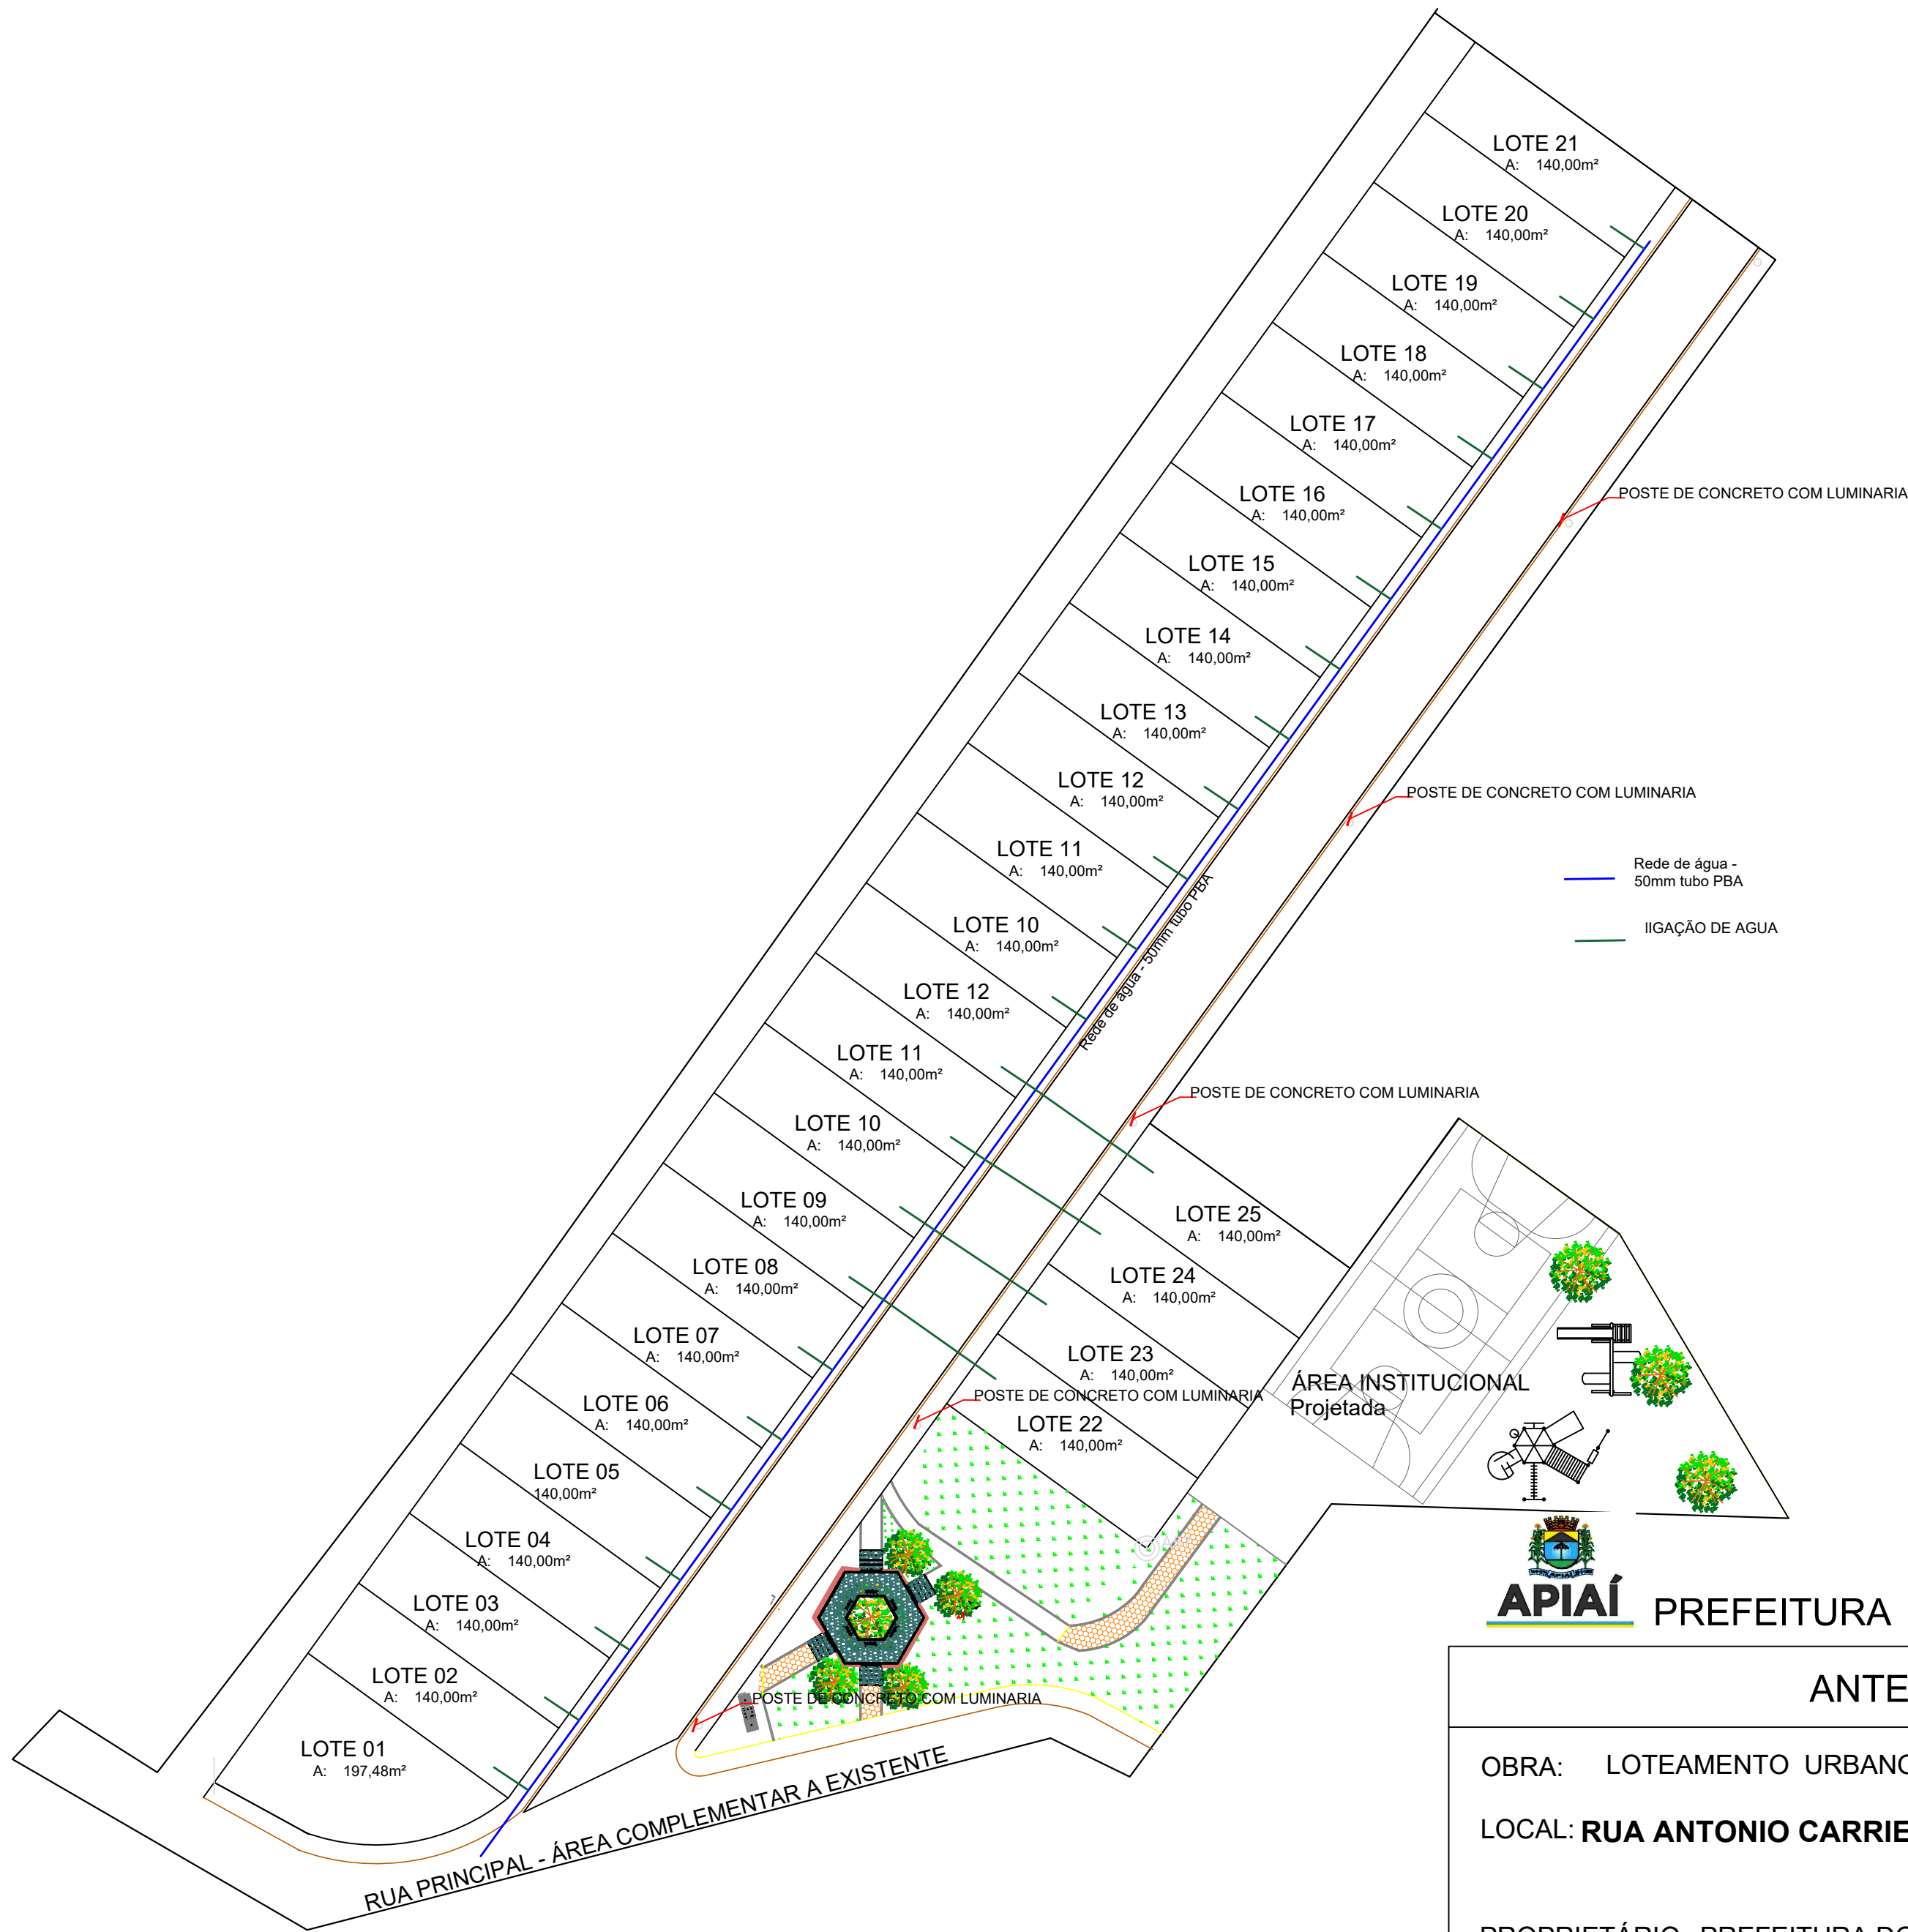 LOTE 21
A: 140,00m²
LOTE 20
A: 140,00m²
LOTE 19
A: 140,00m²
LOTE 18
A: 140,00m²
LOTE 17
A: 140,00m²
LOTE 16
A: 140,00m²
POSTE DE CONCRETO COM LUMINARIA
LOTE 15
A: 140,00m²
LOTE 14
A: 140,00m²
LOTE 13
A: 140,00m²
LOTE 12
A: 140,00m²
POSTE DE CONCRETO COM LUMINARIA
LOTE 11
A: 140,00m²
Rede de água -
50mm tubo PBA
LOTE 10
A: 140,00m²
IIGAÇÃO DE AGUA
Rede de água - 50mm tubo PBA
LOTE 12
A: 140,00m²
LOTE 11
A: 140,00m²
POSTE DE CONCRETO COM LUMINARIA
LOTE 10
A: 140,00m²
LOTE 09
A: 140,00m²
LOTE 25
A: 140,00m²
LOTE 08
A: 140,00m²
LOTE 24
A: 140,00m²
LOTE 07
A: 140,00m²
LOTE 23
A: 140,00m²
ÁREA INSTITUCIONAL
Projetada
POSTE DE CONCRETO COM LUMINARIA
LOTE 06
A: 140,00m²
LOTE 22
A: 140,00m²
LOTE 05
140,00m²
LOTE 04
A: 140,00m²
LOTE 03
A: 140,00m²
LOTE 02
A: 140,00m²
POSTE DE CONCRETO COM LUMINARIA
LOTE 01
A: 197,48m²
RUA PRINCIPAL - ÁREA COMPLEMENTAR A EXISTENTE
APIAÍ
PREFEITURA
ANTE
OBRA: LOTEAMENTO URBANO
LOCAL: RUA ANTONIO CARRIE
PROPRIETÁRIO PREFEITURA DO